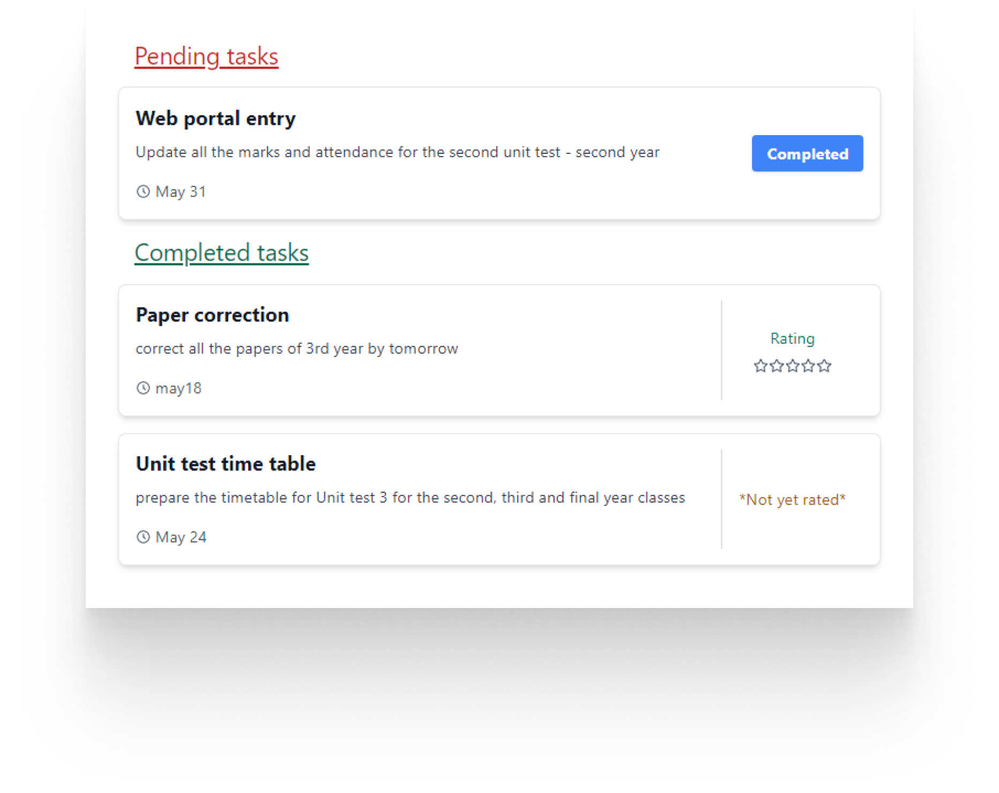 Pending tasks
Web portal entry
Update all the marks and attendance for the second unit test - second year
Completed
May 31
Completed tasks
Paper correction
correct all the papers of 3rd year by tomorrow
may18
Rating
Unit test time table
prepare the timetable for Unit test 3 for the second, third and final year classes
May 24
*Not yet rated*